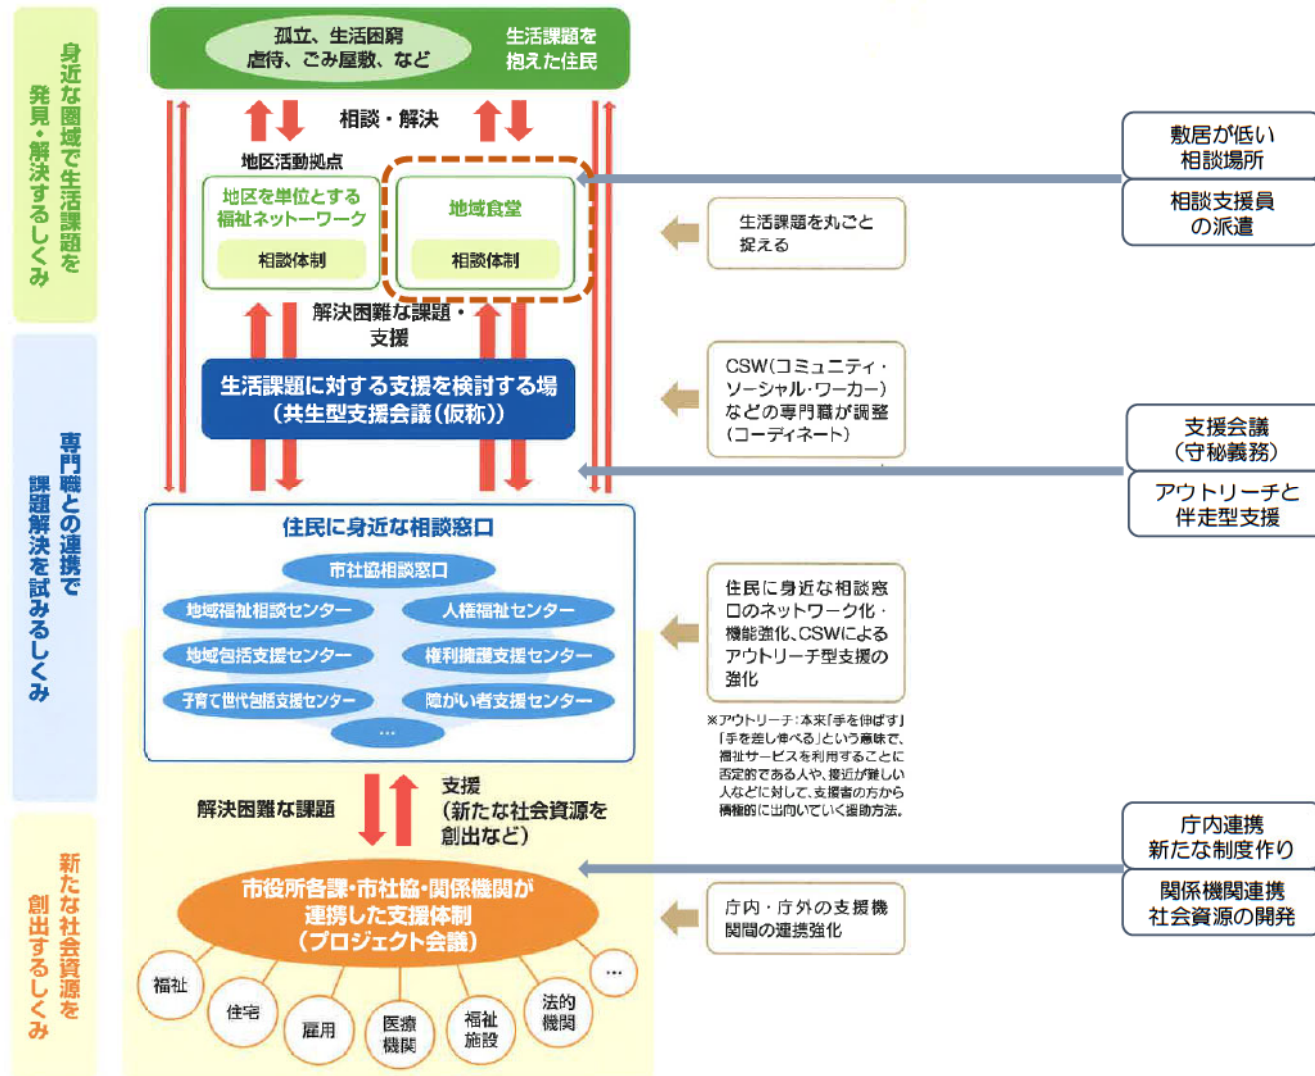 身近な圏域で生活課題を
発見・解決するしくみ
孤立、生活困窮
虐待、ごみ屋敷、など
生活課題を
抱えた住民
相談・解決
地区活動拠点
地区を単位とする
福祉ネットーワーク
相談体制
地域食堂
相談体制
生活課題を丸ごと
捉える
敷居が低い
相談場所
相談支援員
の派遣
解決困難な課題・
支援
専門職との連携で
課題解決を試みるしくみ
生活課題に対する支援を検討する場
(共生型支援会議(仮称))
CSW(コミュニティ・
ソーシャル・ワーカー)
などの専門職が調整
(コーディネート)
支援会議
(守秘義務)
アウトリーチと
伴走型支援
住民に身近な相談窓口
市社協相談窓口
地域福祉相談センター
人権福祉センター
地域包括支援センター
権利擁護支援センター
子育て世代包括支援センター
障がい者支援センター
…
住民に身近な相談窓
口のネットワーク化・
機能強化、CSWによる
アウトリーチ型支援の
強化
※アウトリーチ:本来「手を伸ばす」
「手を差し伸べる」という意味で、
福祉サービスを利用することに
否定的である人や、接近が難しい
人などに対して、支援者の方から
積極的に出向いていく援助方法。
解決困難な課題
支援
(新たな社会資源を
創出など)
新たな社会資源を
創出するしくみ
市役所各課・市社協・関係機関が
連携した支援体制
(プロジェクト会議)
庁内・庁外の支援機
関間の連携強化
庁内連携
新たな制度作り
関係機関連携
社会資源の開発
福祉
住宅
雇用
医療
機関
福祉
施設
法的
機関
…